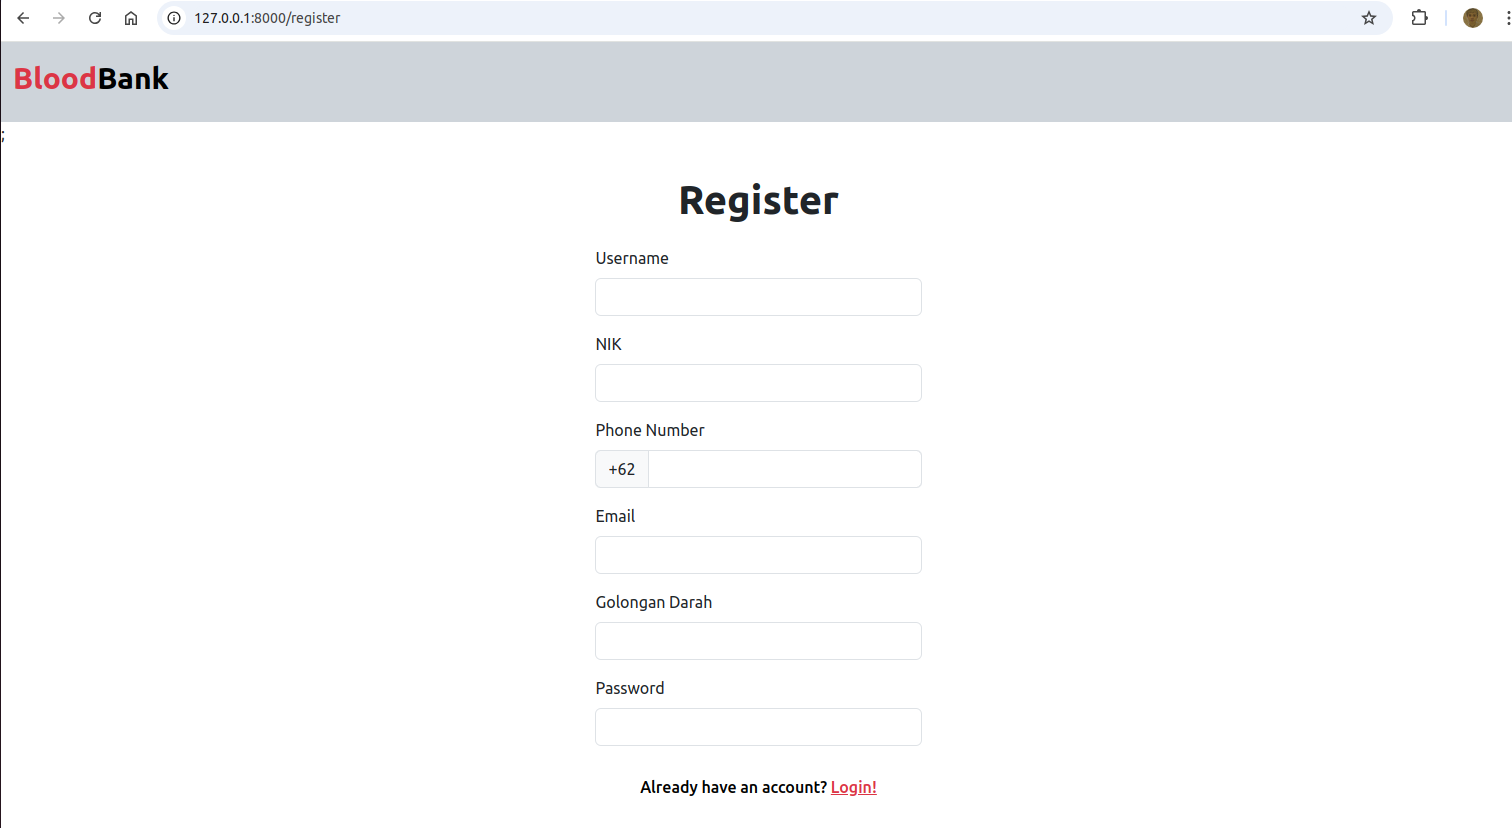 127.0.0.1:8000/register
BloodBank
;
Register
Username
NIK
Phone Number
+62
Email
Golongan Darah
Password
Already have an account? Login!